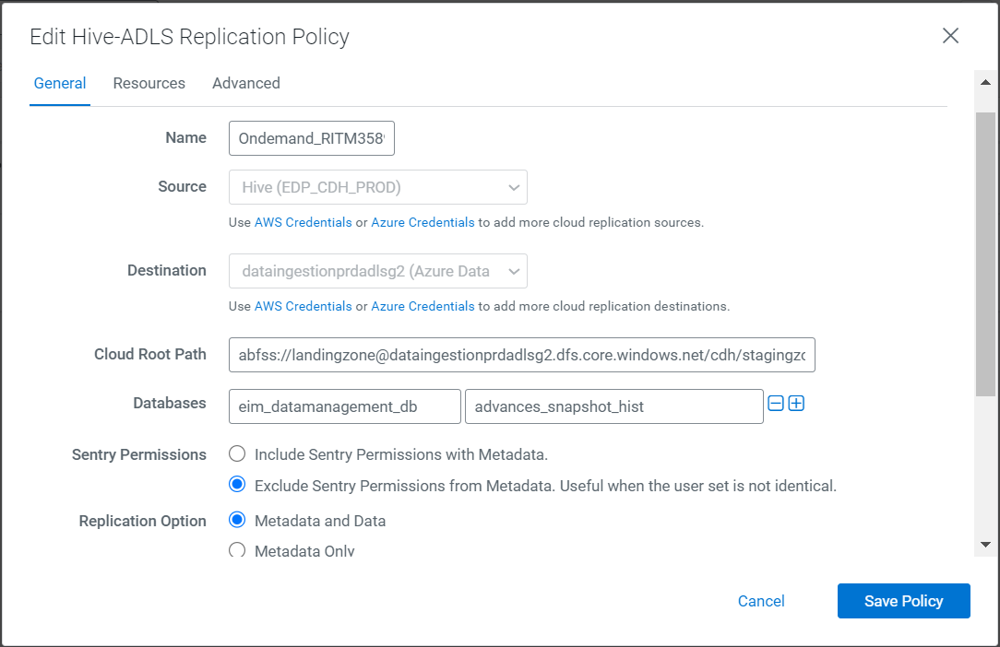 Edit Hive-ADLS Replication Policy
General Resources Advanced
Name Ondemand_RITM358
Source Hive (EDP_CDH_PROD)
Use AWS Credentials or Azure Credentials to add more cloud replication sources.
Destination dataingestionprdadlsg2 (Azure Data
Use AWS Credentials or Azure Credentials to add more cloud replication destinations.
Cloud Root Path abfss://landingzone@dataingestionprdadlsg2.dfs.core.windows.net/cdh/stagingzo
Databases eim_datamanagement_db advances_snapshot_hist
Sentry Permissions Include Sentry Permissions with Metadata.
Exclude Sentry Permissions from Metadata. Useful when the user set is not identical.
Replication Option Metadata and Data
Metadata Only
Cancel Save Policy